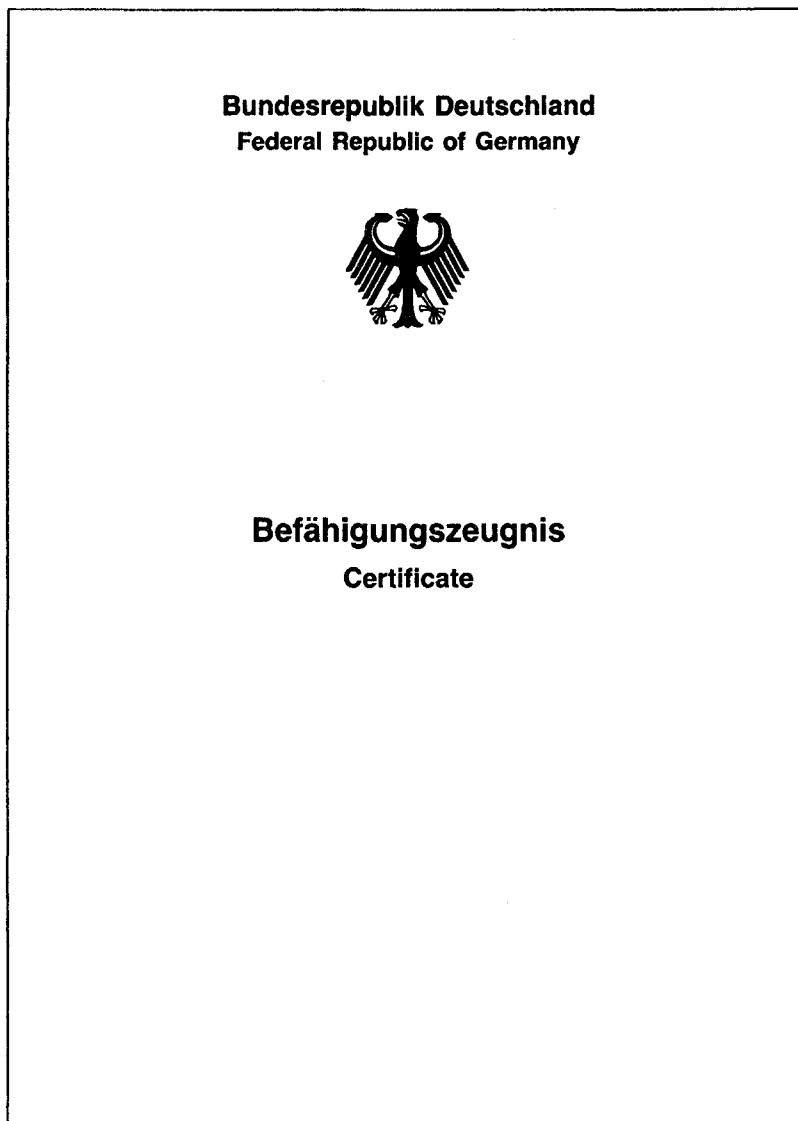 Bundesrepublik Deutschland
Federal Republic of Germany
Befähigungszeugnis
Certificate